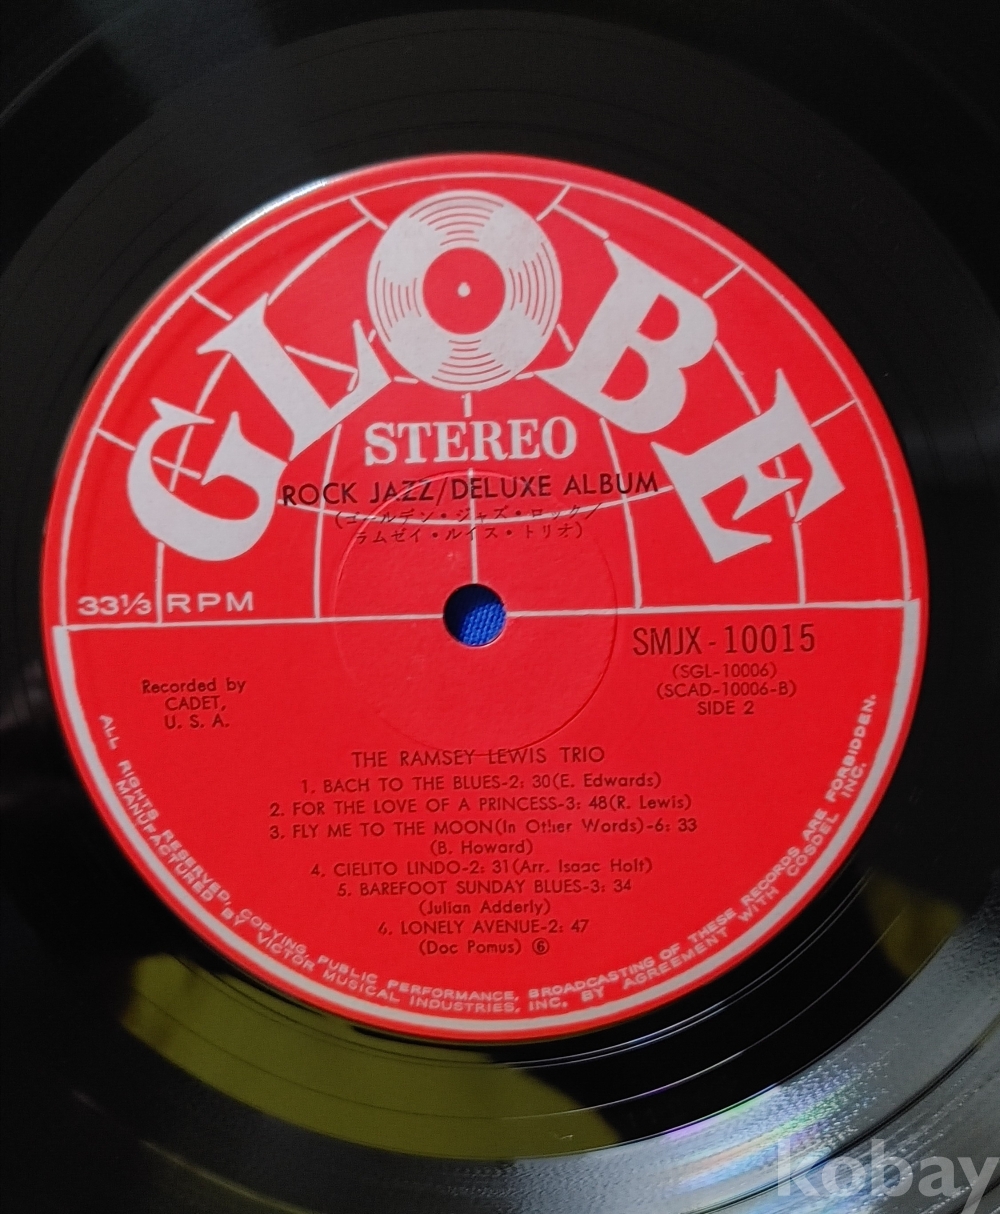 GLOBE
STEREO
ROCK JAZZ/DELUXE ALBUM
(ゴールデン・ジャズ・ロック/
ラムゼイ・ルイス・トリオ)
33⅓ RPM
SMJX-10015
(SGL-10006)
(SCAD-10006-B)
SIDE 2
Recorded by
CADET,
U. S. A.
THE RAMSEY LEWIS TRIO
1. BACH TO THE BLUES-2: 30(E. Edwards)
2. FOR THE LOVE OF A PRINCESS-3: 48(R. Lewis)
3. FLY ME TO THE MOON(In Other Words)-6: 33
(B. Howard)
4. CIELITO LINDO-2: 31(Arr. Isaac Holt)
5. BAREFOOT SUNDAY BLUES-3: 34
(Julian Adderly)
6. LONELY AVENUE-2: 47
(Doc Pomus) ⑥
ALL RIGHTS RESERVED, COPYING, PUBLIC PERFORMANCE, BROADCASTING OF THESE RECORDS ARE FORBIDDEN.
MANUFACTURED BY VICTOR MUSICAL INDUSTRIES, INC. BY AGREEMENT WITH COSDEL INC.
kobay